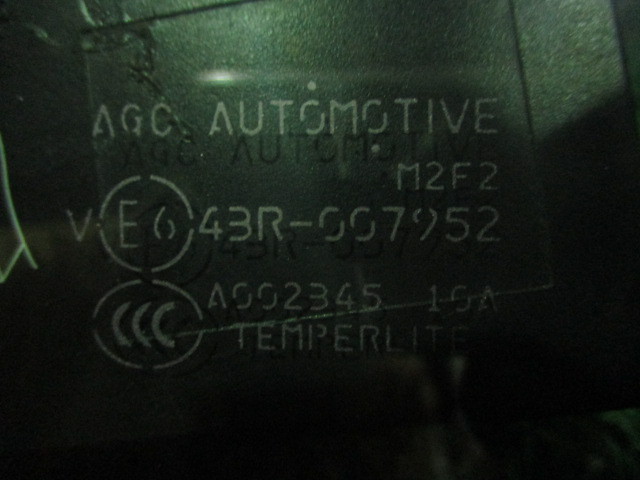 AGC AUTOMOTIVE
M2F2
V E6 43R-007952
CCC A002345 10A
TEMPERLITE